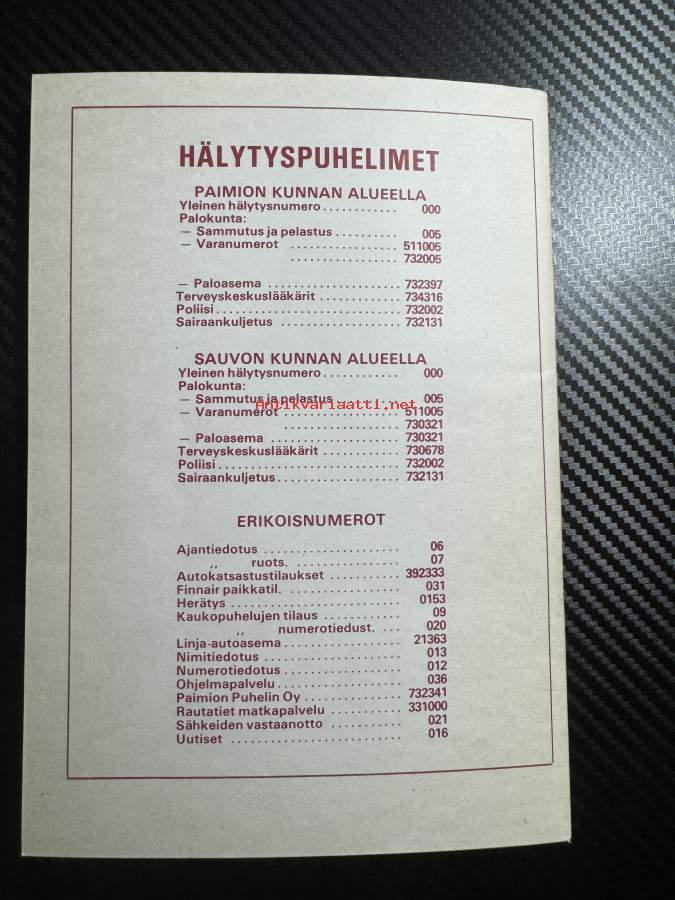 HÄLYTYSPUHELIMET
PAIMION KUNNAN ALUEELLA
Yleinen hälytysnumero ............ 000
Palokunta:
— Sammutus ja pelastus .......... 005
— Varanumerot ................. 511005
................. 732005
— Paloasema .................... 732397
Terveyskeskuslääkärit ............. 734316
Poliisi ............................ 732002
Sairaankuljetus .................. 732131
SAUVON KUNNAN ALUEELLA
Yleinen hälytysnumero ............ 000
Palokunta:
— Sammutus ja pelastus .......... 005
Antikvariaatti.net
— Varanumerot .................. 511005
.................. 730321
— Paloasema .................... 730321
Terveyskeskuslääkärit ............. 730678
Poliisi ............................ 732002
Sairaankuljetus ................... 732131
ERIKOISNUMEROT
Ajantiedotus ..................... 06
,, ruots. ................ 07
Autokatsastustilaukset ........... 392333
Finnair paikkatil. ................. 031
Herätys .......................... 0153
Kaukopuhelujen tilaus ............ 09
,, numerotiedust. ... 020
Linja-autoasema .................. 21363
Nimitiedotus ..................... 013
Numerotiedotus .................. 012
Ohjelmapalvelu ................... 036
Paimion Puhelin Oy ............... 732341
Rautatiet matkapalvelu ........... 331000
Sähkeiden vastaanotto ........... 021
Uutiset .......................... 016